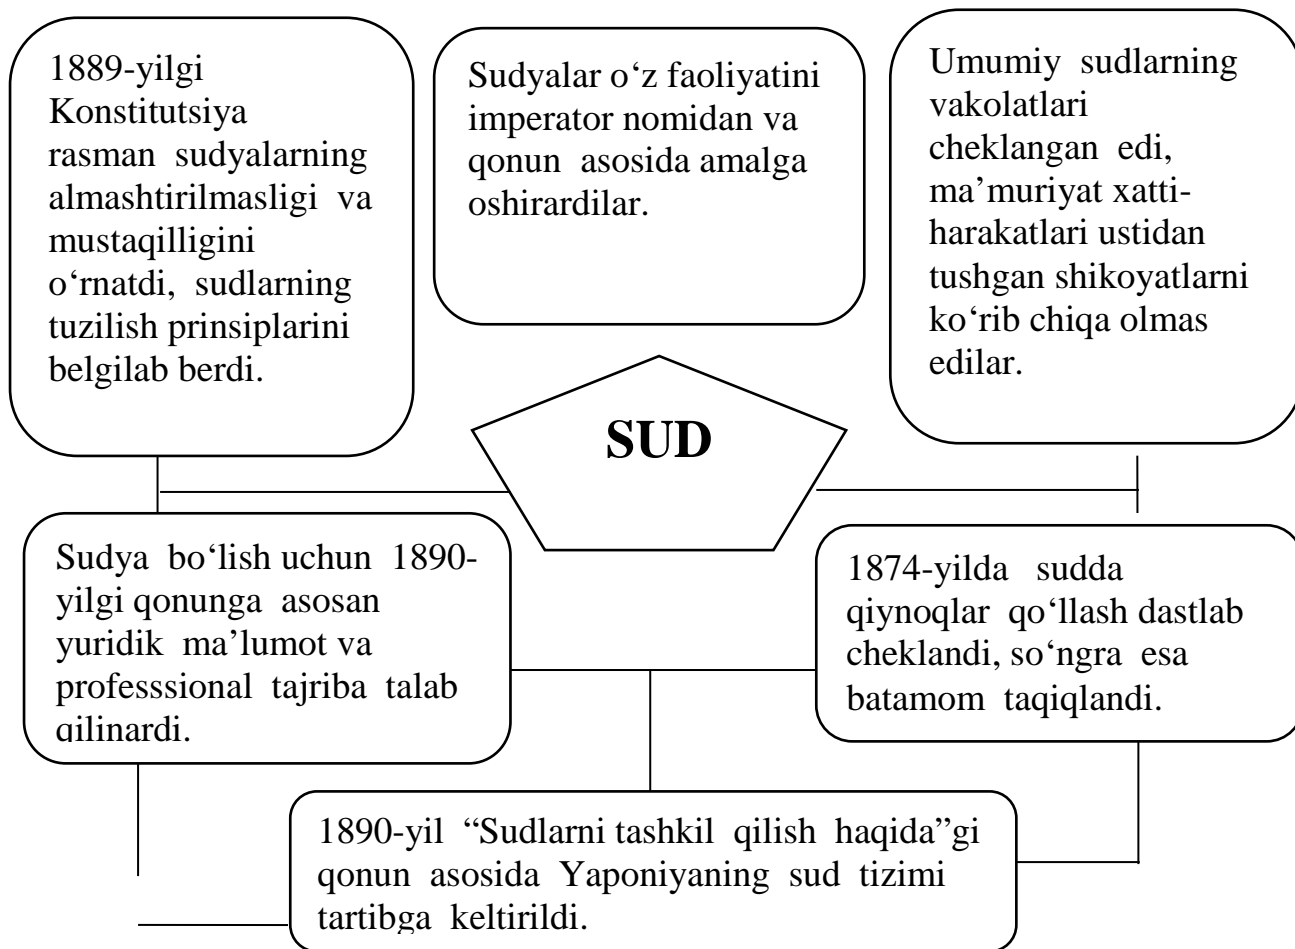 1889-yilgi
Konstitutsiya
rasman sudyalarning
almashtirilmasligi va
mustaqilligini
o‘rnatdi, sudlarning
tuzilish prinsiplarini
belgilab berdi.
Sudyalar o‘z faoliyatini
imperator nomidan va
qonun asosida amalga
oshirardilar.
Umumiy sudlarning
vakolatlari
cheklangan edi,
ma’muriyat xatti-
harakatlari ustidan
tushgan shikoyatlarni
ko‘rib chiqa olmas
edilar.
SUD
Sudya bo‘lish uchun 1890-
yilgi qonunga asosan
yuridik ma’lumot va
professsional tajriba talab
qilinardi.
1874-yilda sudda
qiynoqlar qo‘llash dastlab
cheklandi, so‘ngra esa
batamom taqiqlandi.
1890-yil “Sudlarni tashkil qilish haqida”gi
qonun asosida Yaponiyaning sud tizimi
tartibga keltirildi.